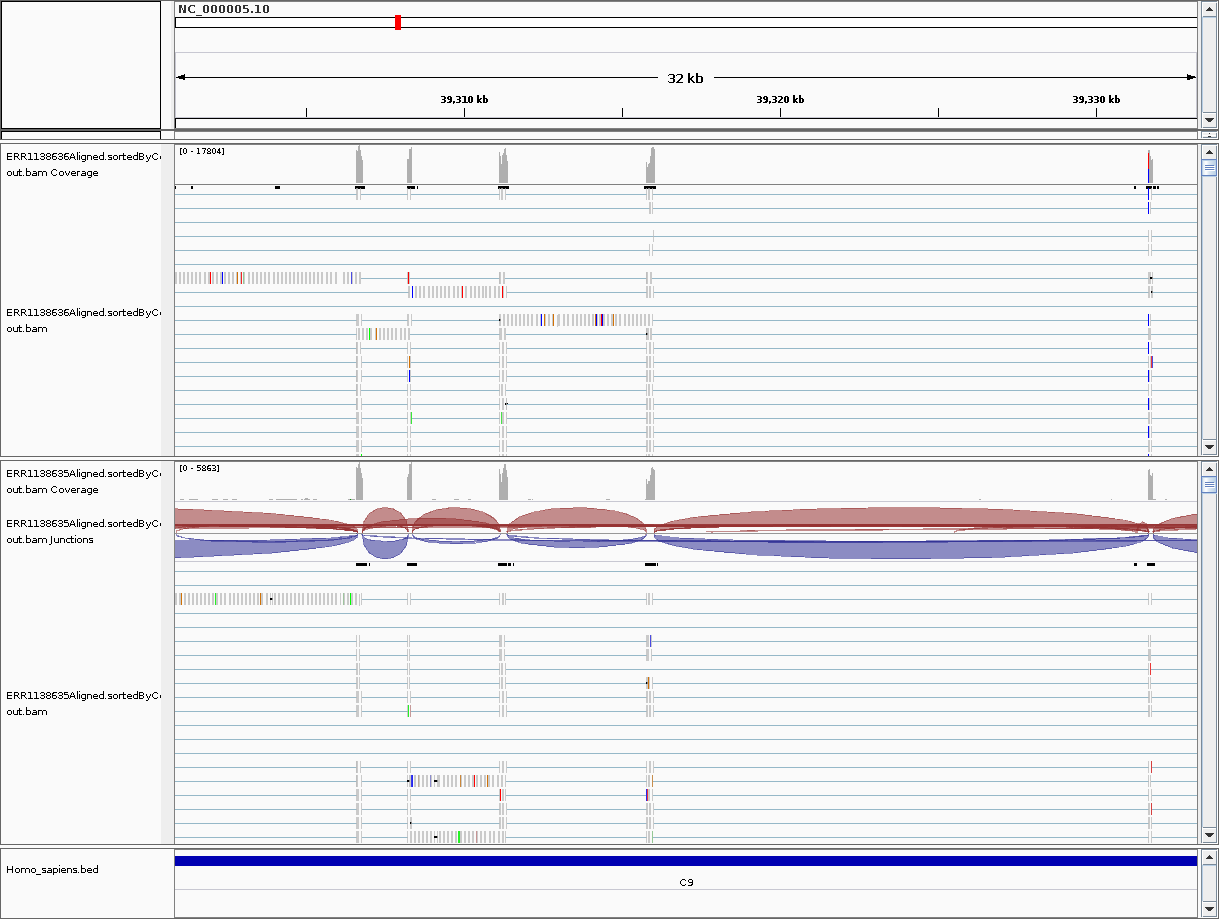 NC_000005.10
32 kb
39,310 kb 39,320 kb 39,330 kb
ERR1138636Aligned.sortedByCo
out.bam Coverage
[0 - 17804]
ERR1138636Aligned.sortedByCo
out.bam
ERR1138635Aligned.sortedByCo
out.bam Coverage
[0 - 5863]
ERR1138635Aligned.sortedByCo
out.bam Junctions
ERR1138635Aligned.sortedByCo
out.bam
Homo_sapiens.bed
C9